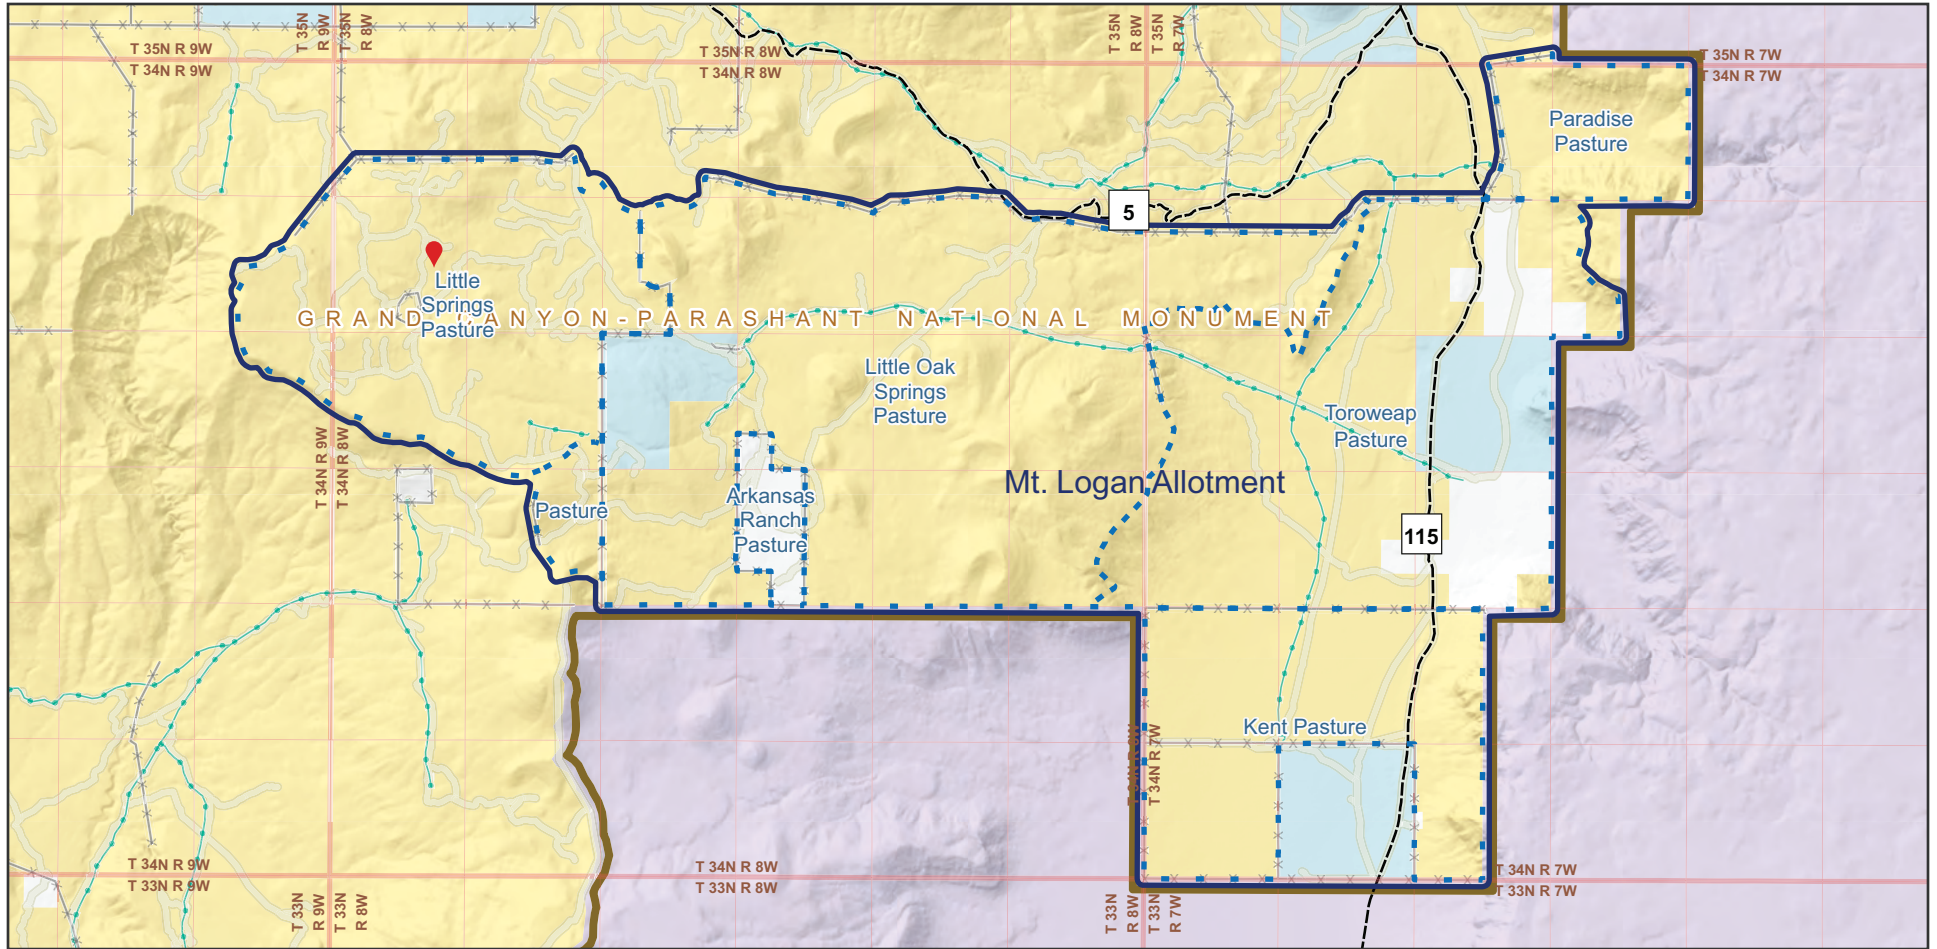 T 35N R 9W
T 34N R 9W
T 35N
R 9W
T 35N
R 8W
T 35N R 8W
T 34N R 8W
T 35N
R 8W
T 35N
R 7W
T 35N R 7W
T 34N R 7W
Paradise
Pasture
5
Little
Springs
Pasture
GRAND CANYON-PARASHANT NATIONAL MONUMENT
Little Oak
Springs
Pasture
Toroweap
Pasture
T 34N R 9W
T 34N R 8W
Mt. Logan Allotment
Pasture
Arkansas
Ranch
Pasture
115
Kent Pasture
T 34N R 8W
T 34N R 7W
T 34N R 9W
T 33N R 9W
T 34N R 8W
T 33N R 8W
T 34N R 7W
T 33N R 7W
T 33N
R 9W
T 33N
R 8W
T 33N
R 8W
T 33N
R 7W